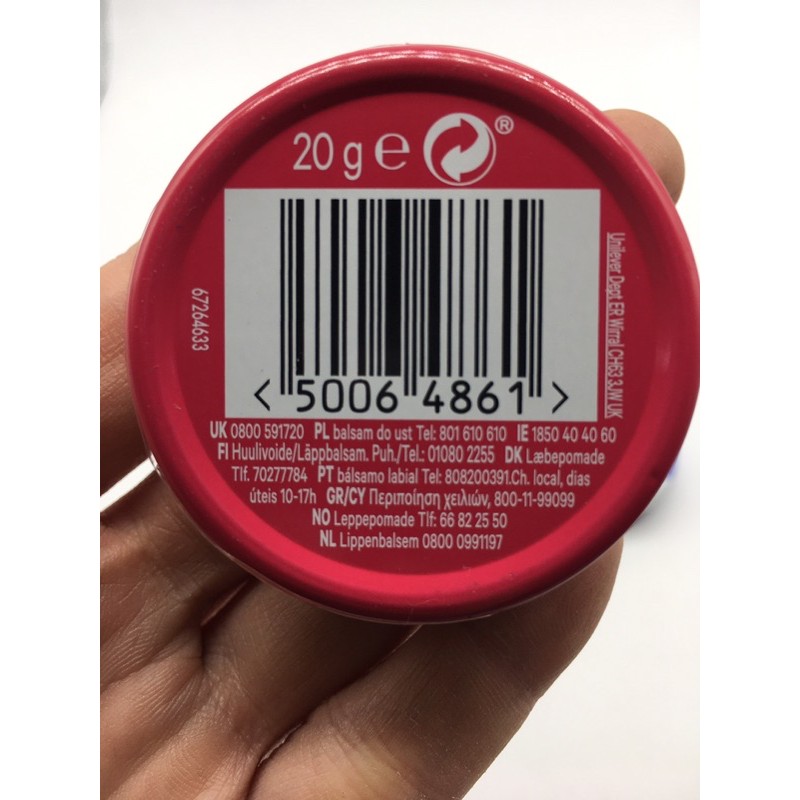 20 g ℮ ®
67264633
Unilever Dept ER Wirral CH63 3JW UK
< 5006 4861 >
UK 0800 591720 PL balsam do ust Tel: 801 610 610 IE 1850 40 40 60
FI Huulivoide/Läppbalsam. Puh./Tel.: 01080 2255 DK Læbepomade
Tlf. 70277784 PT bálsamo labial Tel: 808200391.Ch. local, dias
úteis 10-17h GR/CY Περιποίηση χειλιών, 800-11-99099
NO Leppepomade Tlf: 66 82 25 50
NL Lippenbalsem 0800 0991197